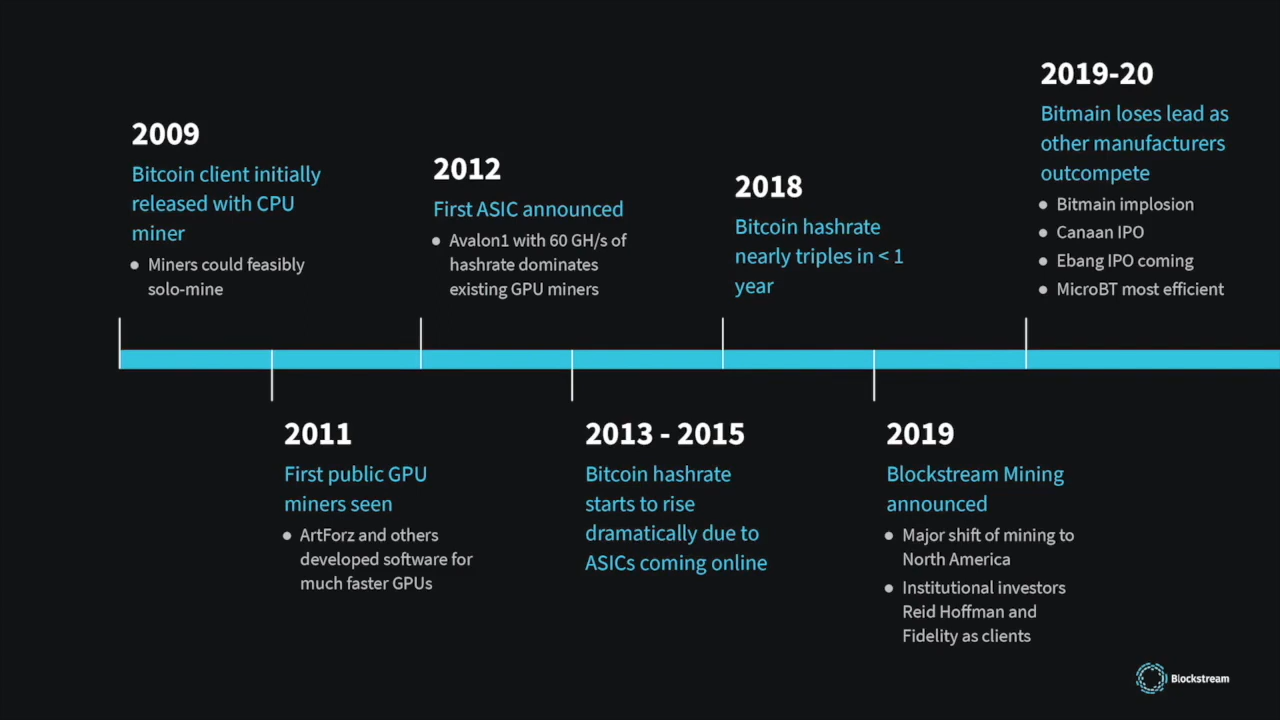 2009
Bitcoin client initially
released with CPU
miner
● Miners could feasibly
solo-mine
2011
First public GPU
miners seen
● ArtForz and others
developed software for
much faster GPUs
2012
First ASIC announced
● Avalon1 with 60 GH/s of
hashrate dominates
existing GPU miners
2013 - 2015
Bitcoin hashrate
starts to rise
dramatically due to
ASICs coming online
2018
Bitcoin hashrate
nearly triples in < 1
year
2019
Blockstream Mining
announced
● Major shift of mining to
North America
● Institutional investors
Reid Hoffman and
Fidelity as clients
2019-20
Bitmain loses lead as
other manufacturers
outcompete
● Bitmain implosion
● Canaan IPO
● Ebang IPO coming
● MicroBT most efficient
Blockstream